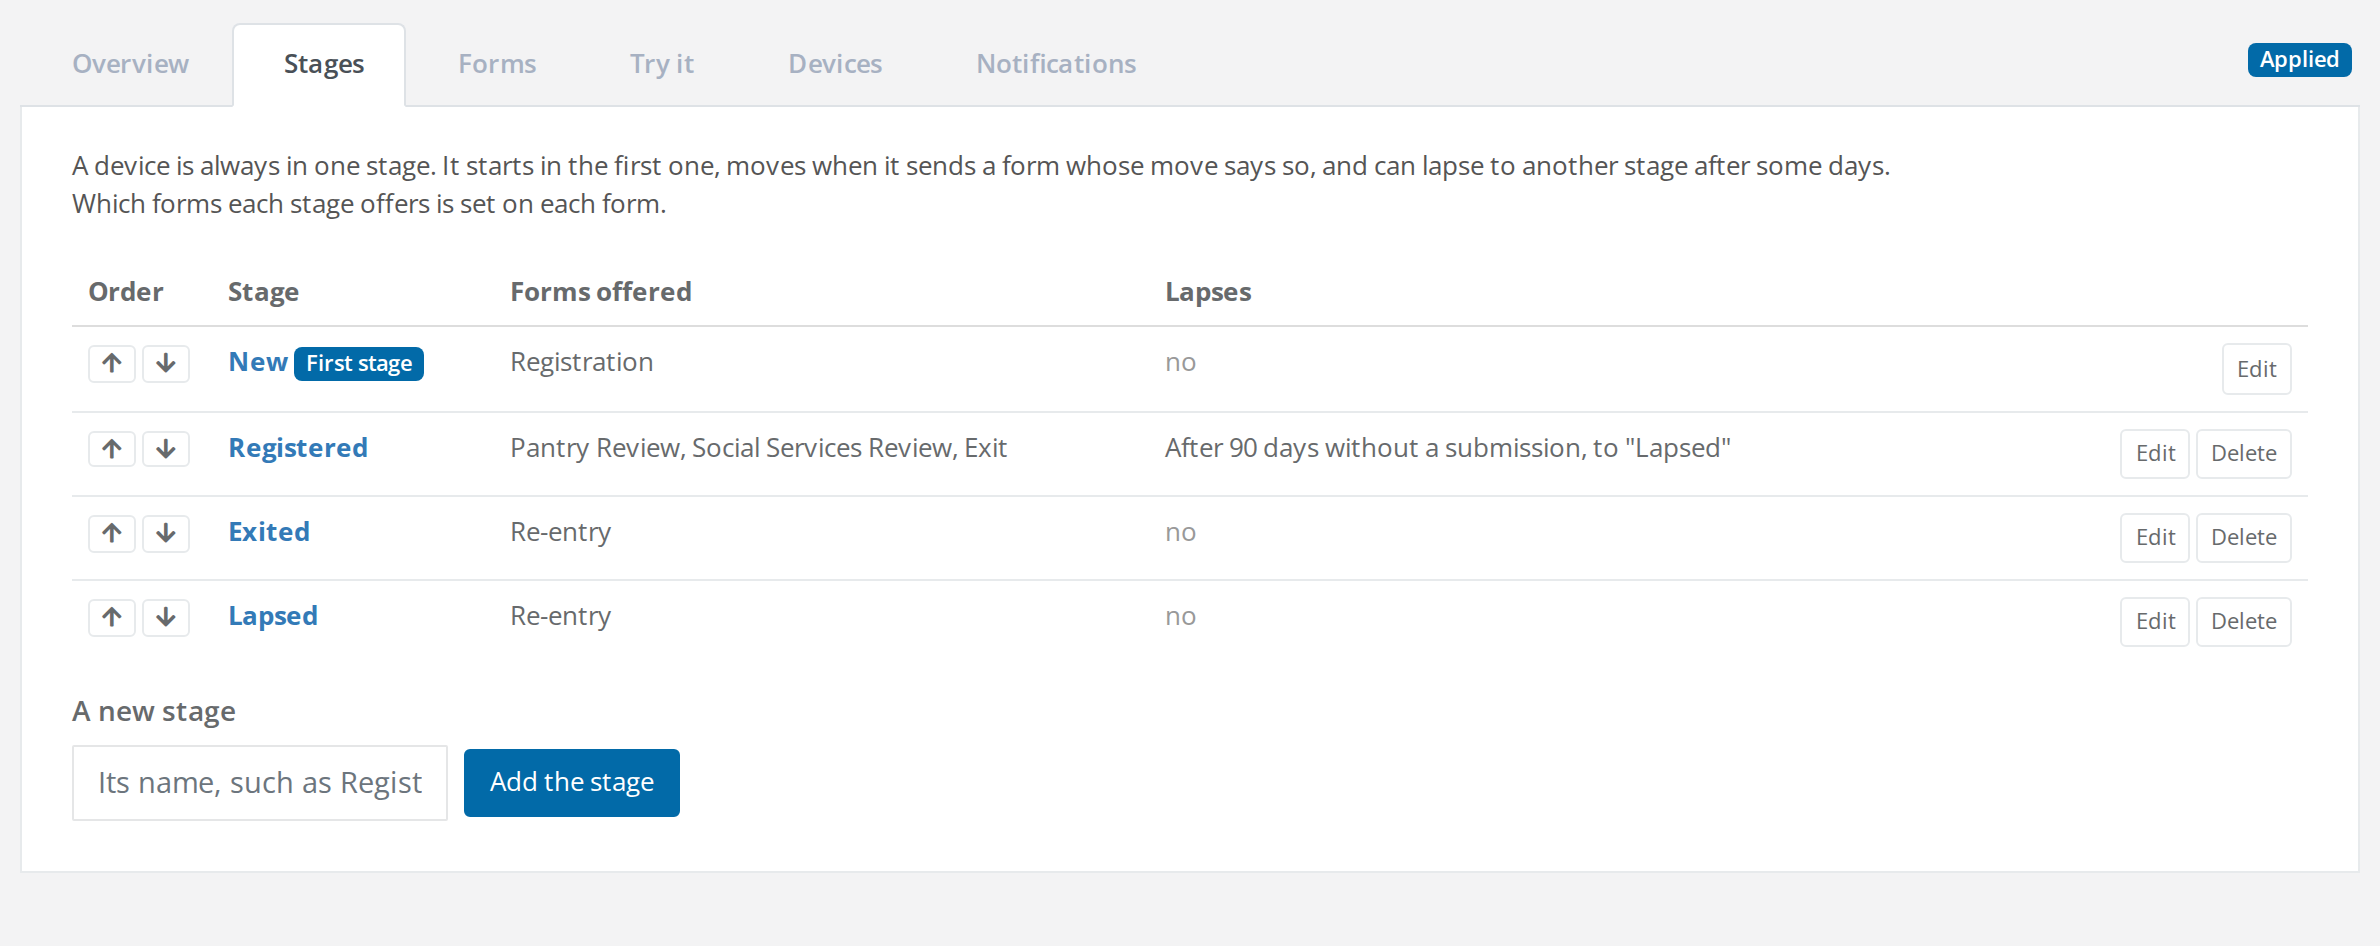 Overview Stages Forms Try it Devices Notifications Applied
A device is always in one stage. It starts in the first one, moves when it sends a form whose move says so, and can lapse to another stage after some days.
Which forms each stage offers is set on each form.
Order Stage Forms offered Lapses
New First stage Registration no Edit
Registered Pantry Review, Social Services Review, Exit After 90 days without a submission, to "Lapsed" Edit Delete
Exited Re-entry no Edit Delete
Lapsed Re-entry no Edit Delete
A new stage
Its name, such as Regist Add the stage